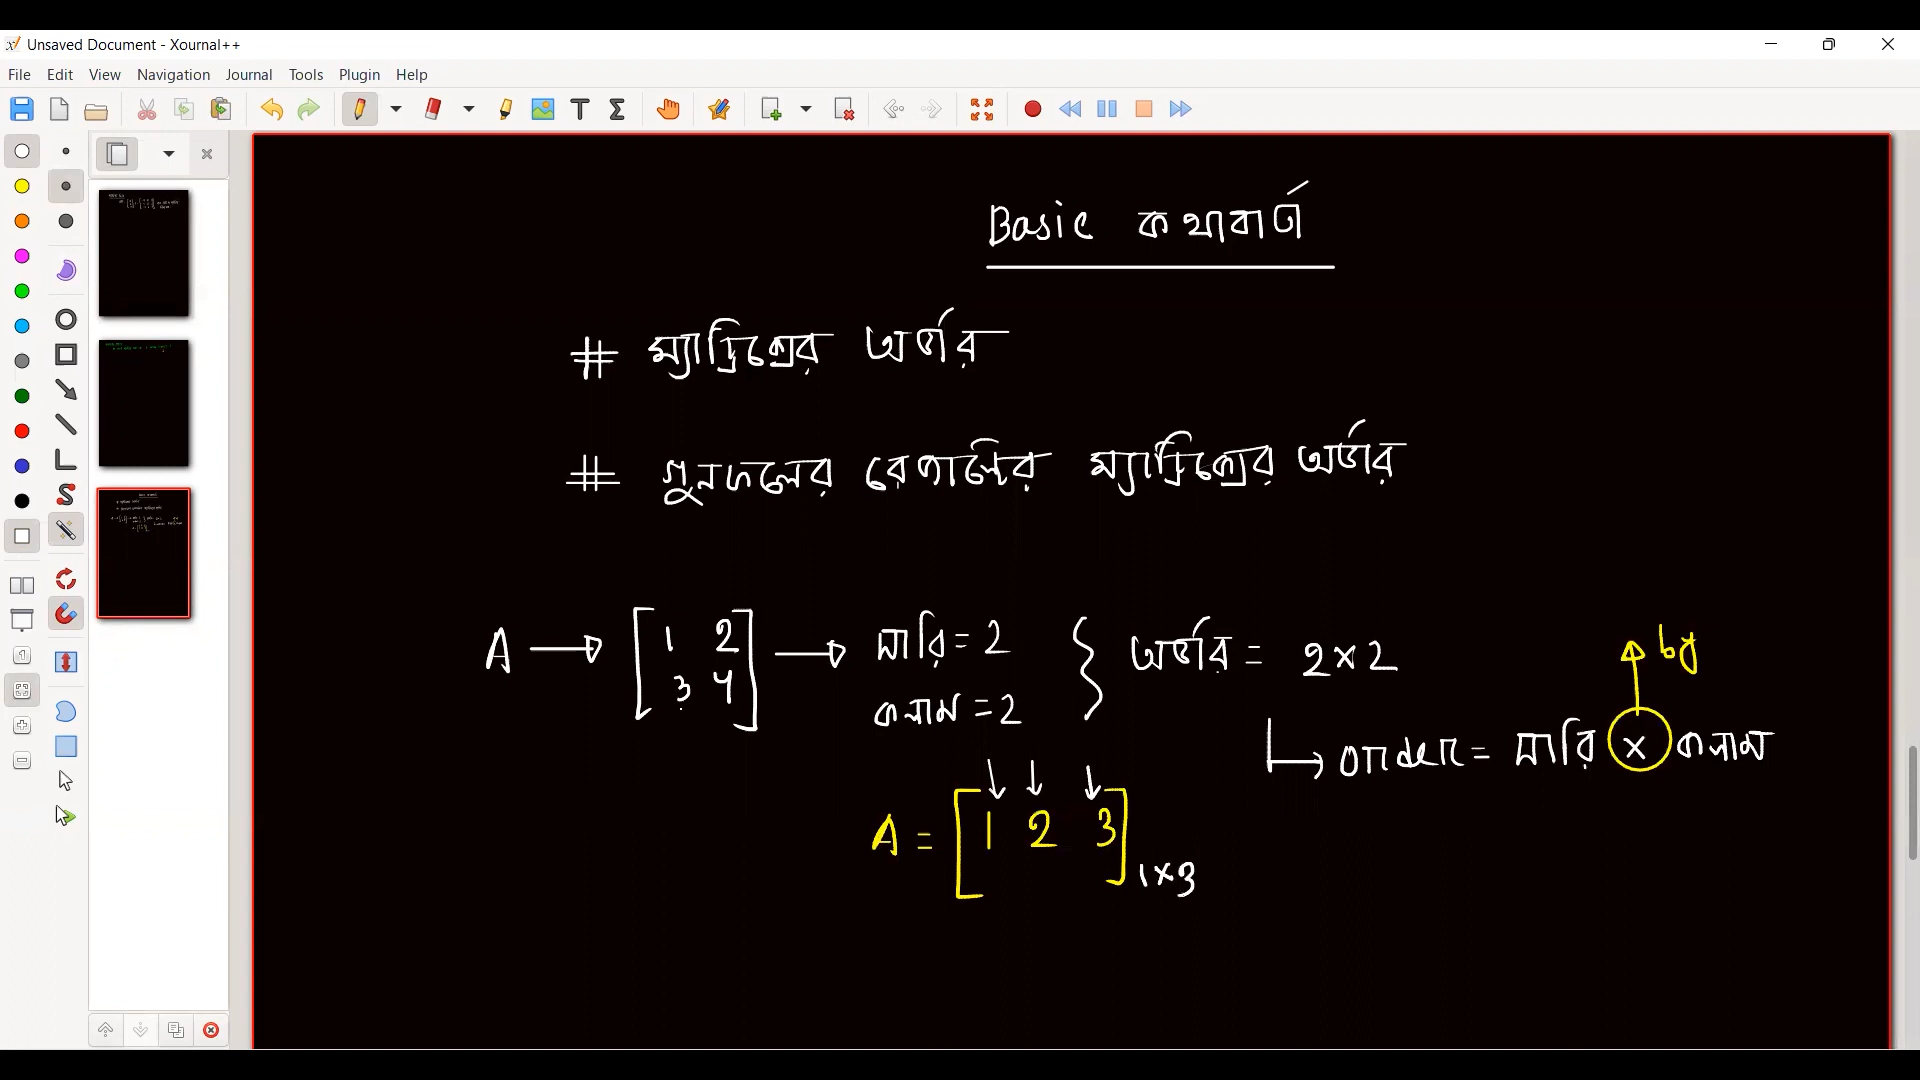 Unsaved Document - Xournal++
File Edit View Navigation Journal Tools Plugin Help
Basic কথাবার্তা
# ম্যাট্রিক্সের অর্ডার
# গুনফলের রেজাল্টের ম্যাট্রিক্সের অর্ডার
A → [1 2 → সারি = 2 } অর্ডার = 2×2 by
3 4] কলাম = 2
↳ order = সারি × কলাম
A = [1 2 3] 1×3